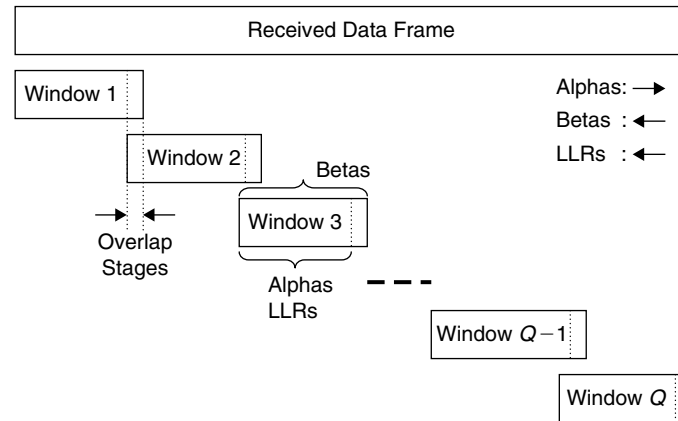 Received Data Frame
Window 1
Alphas: →
Betas : ←
LLRs : ←
Window 2
Betas
Window 3
Overlap
Stages
Alphas
LLRs
Window Q−1
Window Q